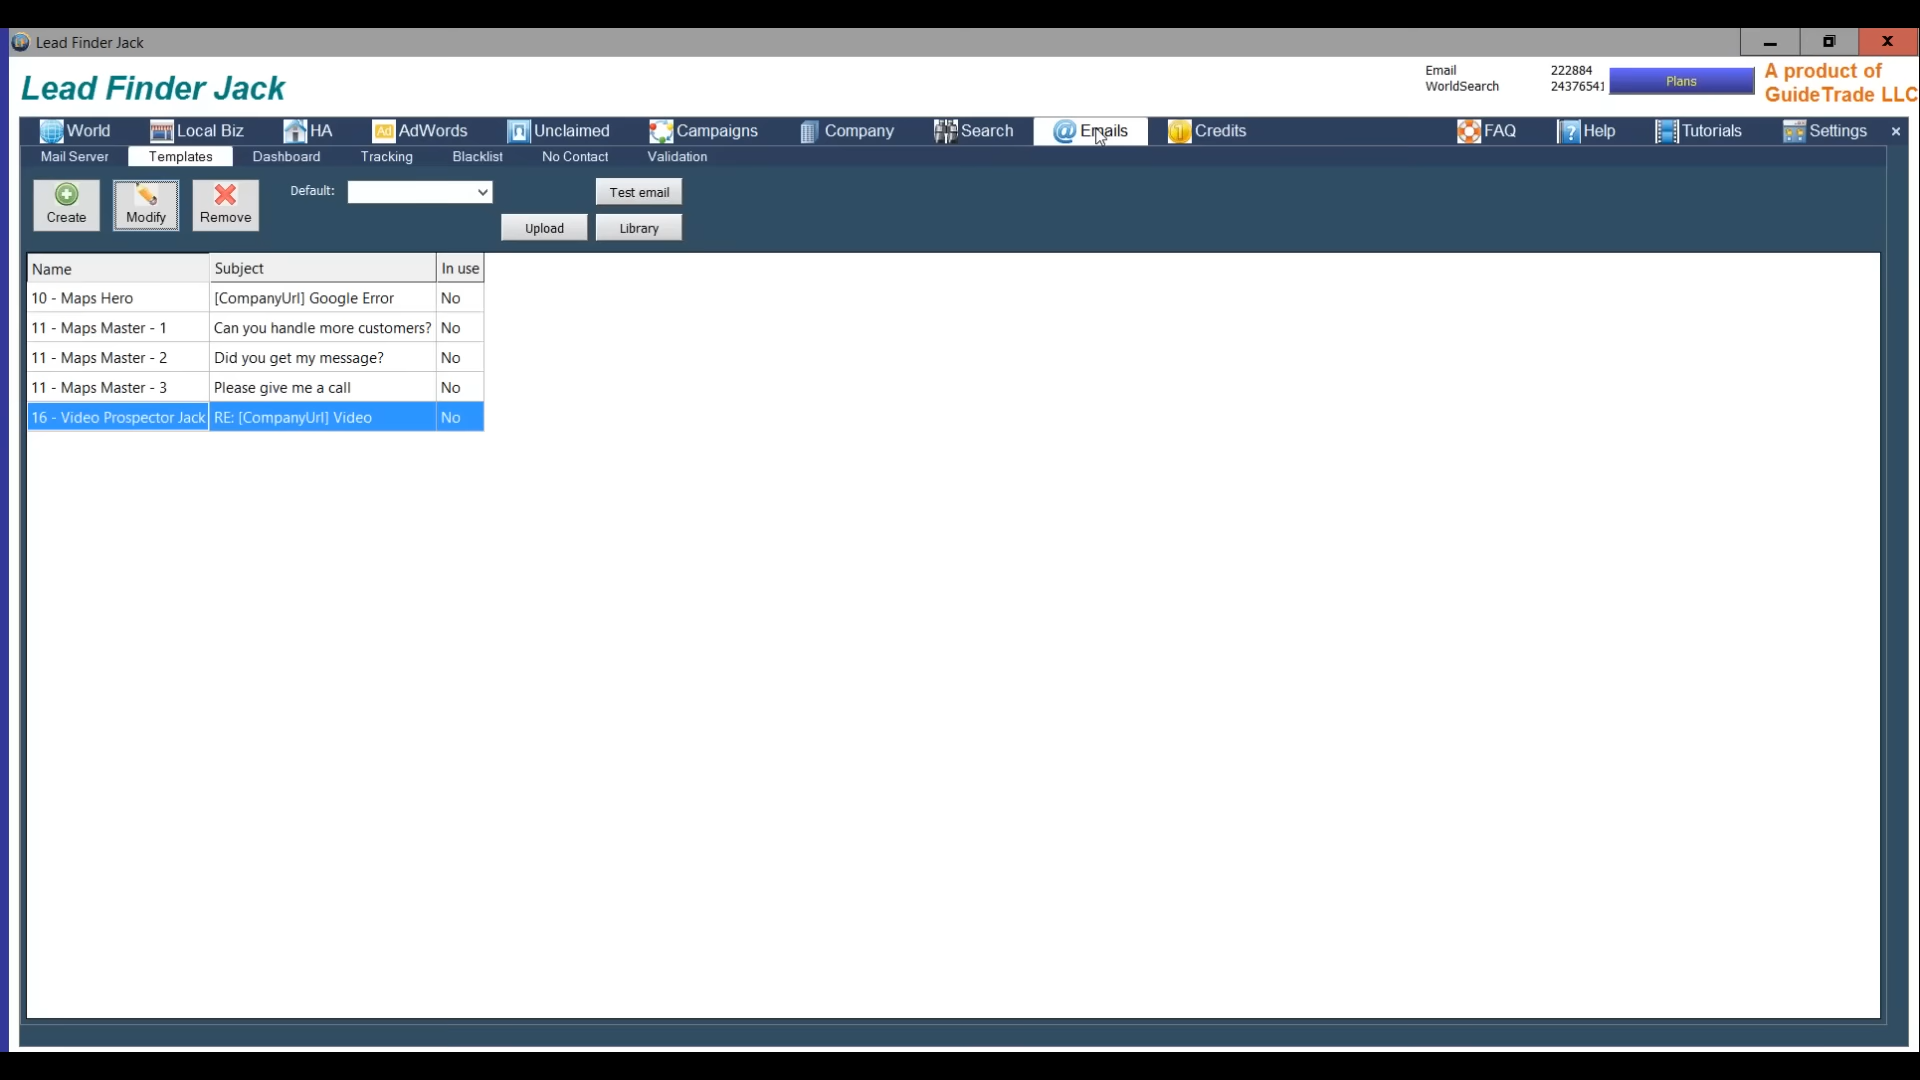 Lead Finder Jack
Lead Finder Jack
Email 222884
WorldSearch 24376541
Plans
A product of
GuideTrade LLC
World Local Biz HA Ad AdWords Unclaimed Campaigns Company Search @ Emails 1 Credits FAQ ? Help Tutorials Settings ×
Mail Server Templates Dashboard Tracking Blacklist No Contact Validation
Create Modify Remove
Default:
Test email
Upload Library
Name Subject In use
10 - Maps Hero [CompanyUrl] Google Error No
11 - Maps Master - 1 Can you handle more customers? No
11 - Maps Master - 2 Did you get my message? No
11 - Maps Master - 3 Please give me a call No
16 - Video Prospector Jack RE: [CompanyUrl] Video No